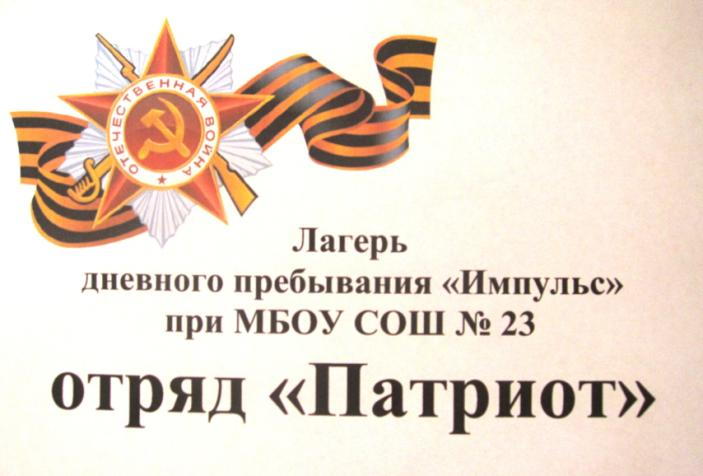 ОТЕЧЕСТВЕННАЯ ВОЙНА
Лагерь
дневного пребывания «Импульс»
при МБОУ СОШ № 23
отряд «Патриот»